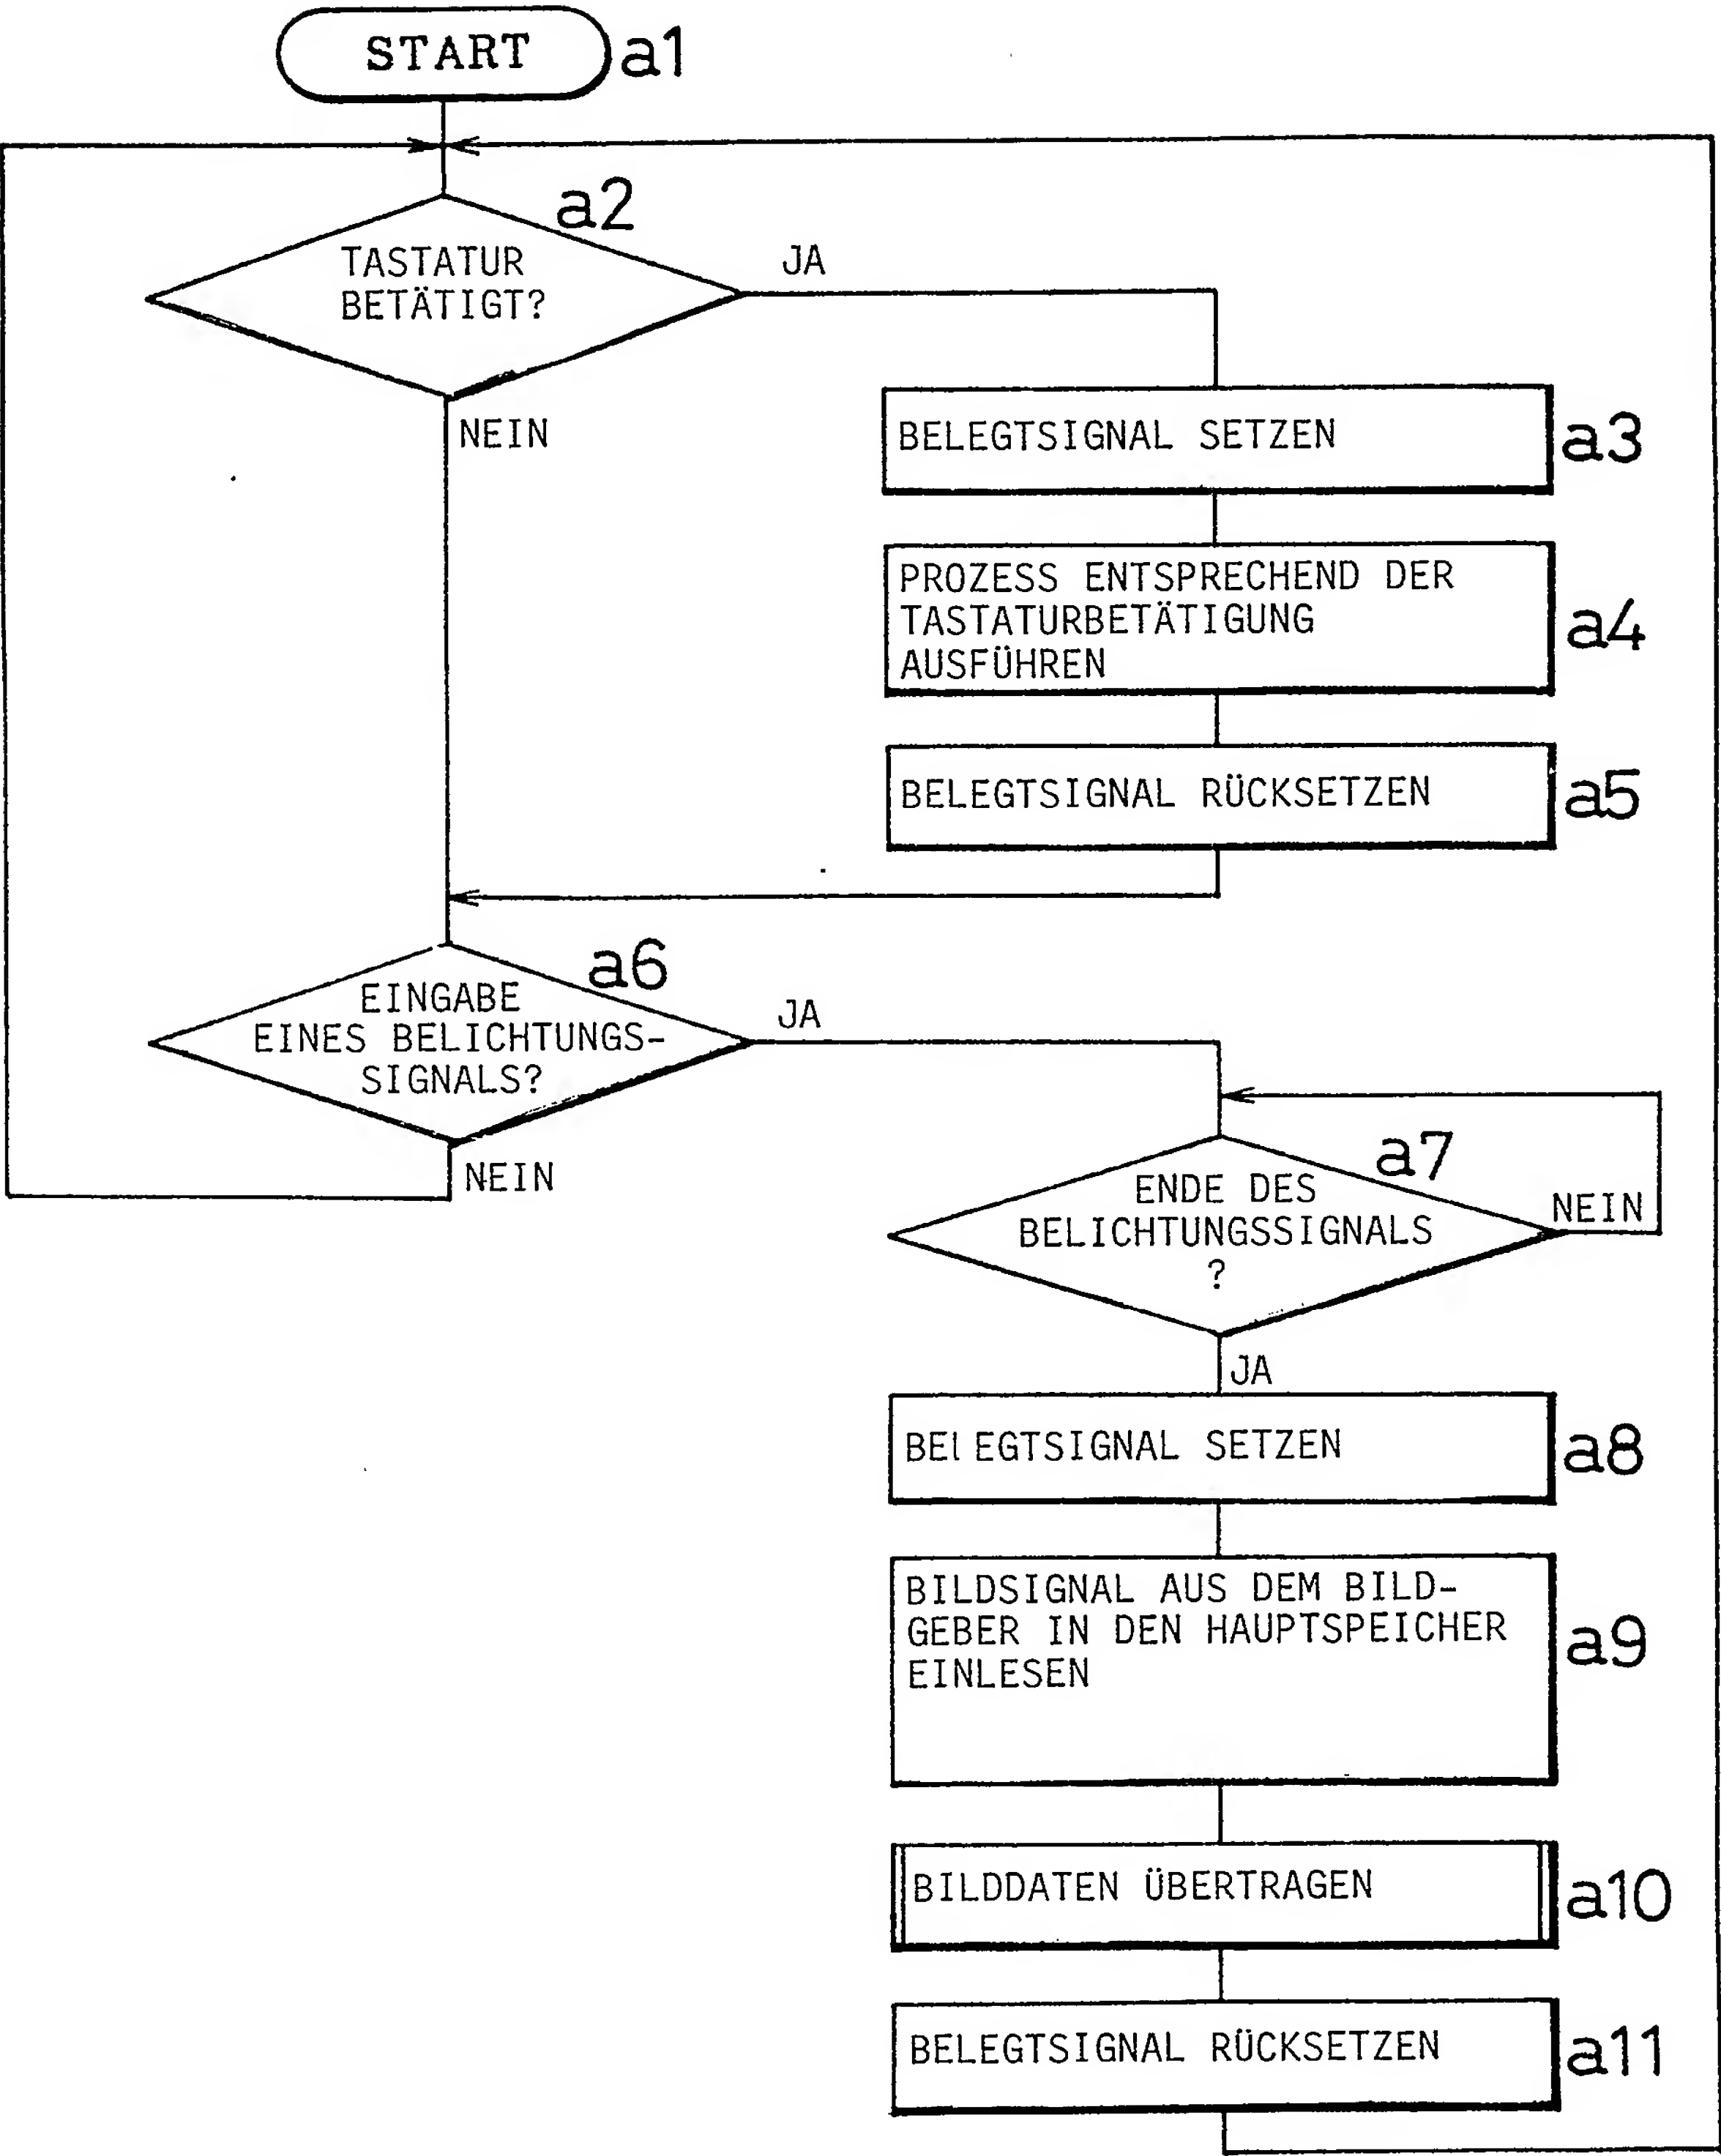 START a1
a2
TASTATUR
BETÄTIGT?
JA
NEIN
BELEGTSIGNAL SETZEN
a3
PROZESS ENTSPRECHEND DER
TASTATURBETÄTIGUNG
AUSFÜHREN
a4
BELEGTSIGNAL RÜCKSETZEN
a5
a6
EINGABE
EINES BELICHTUNGS-
SIGNALS?
JA
NEIN
a7
ENDE DES
BELICHTUNGSSIGNALS
?
NEIN
JA
BELEGTSIGNAL SETZEN
a8
BILDSIGNAL AUS DEM BILD-
GEBER IN DEN HAUPTSPEICHER
EINLESEN
a9
BILDDATEN ÜBERTRAGEN
a10
BELEGTSIGNAL RÜCKSETZEN
a11